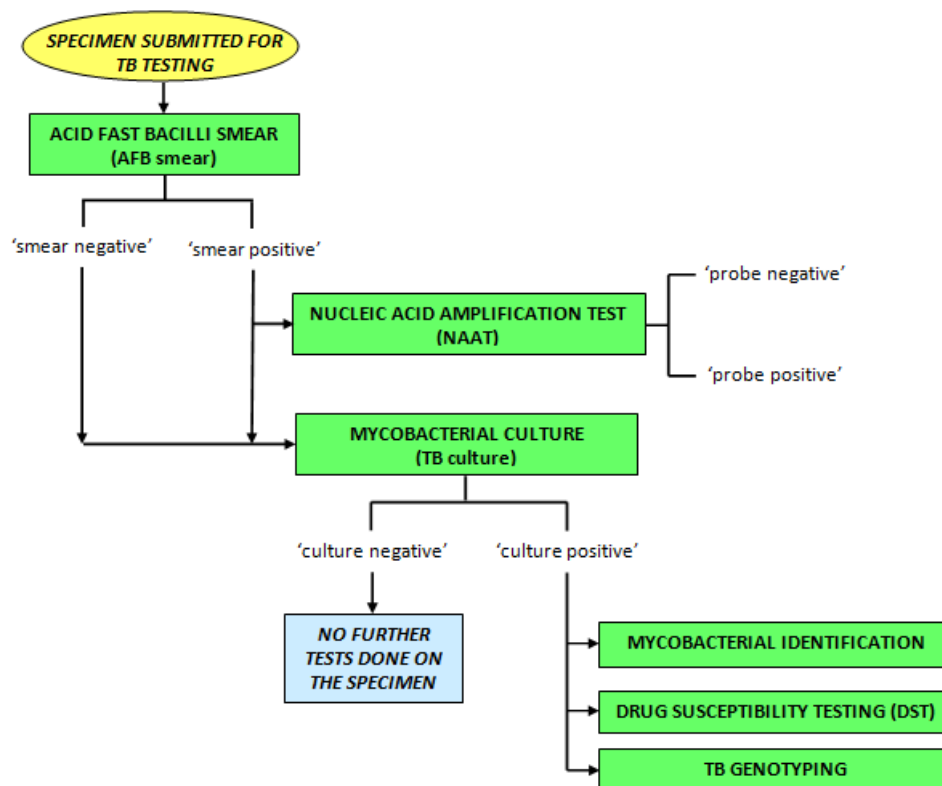 SPECIMEN SUBMITTED FOR
TB TESTING
ACID FAST BACILLI SMEAR
(AFB smear)
‘smear negative’
‘smear positive’
‘probe negative’
NUCLEIC ACID AMPLIFICATION TEST
(NAAT)
‘probe positive’
MYCOBACTERIAL CULTURE
(TB culture)
‘culture negative’
‘culture positive’
NO FURTHER
TESTS DONE ON
THE SPECIMEN
MYCOBACTERIAL IDENTIFICATION
DRUG SUSCEPTIBILITY TESTING (DST)
TB GENOTYPING